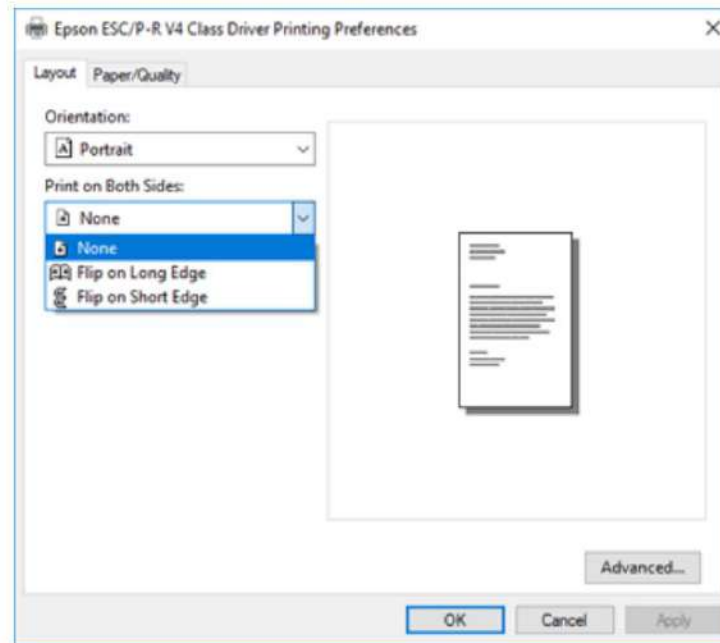 Epson ESC/P-R V4 Class Driver Printing Preferences
Layout Paper/Quality
Orientation:
Portrait
Print on Both Sides:
None
None
Flip on Long Edge
Flip on Short Edge
Advanced...
OK Cancel Apply